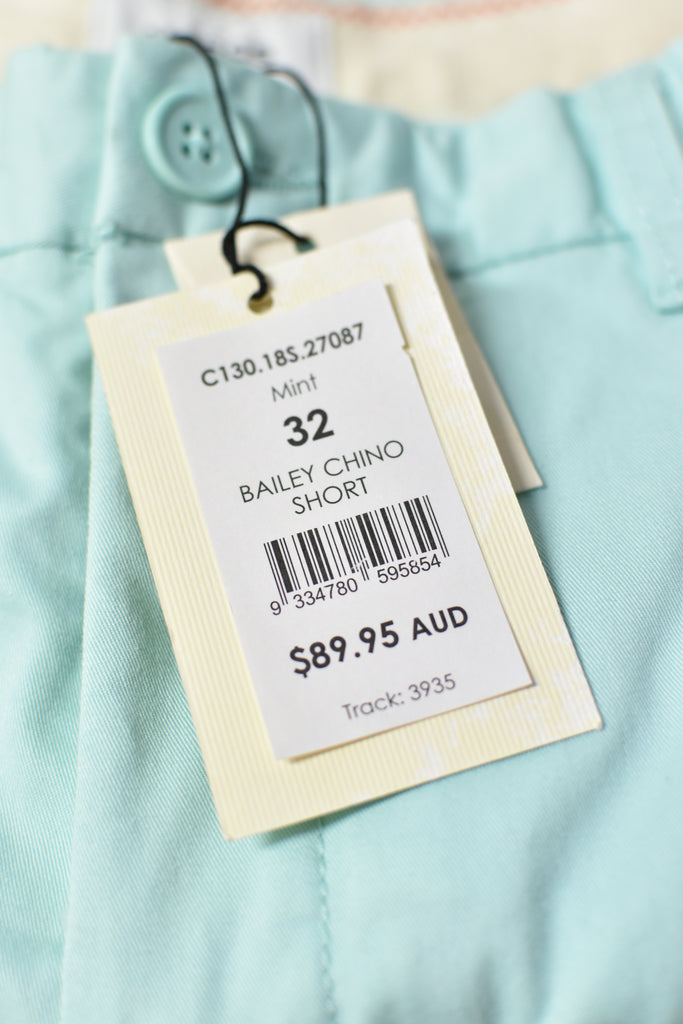 C130.18S.27087
Mint
32
BAILEY CHINO
SHORT
9 334780 595854
$89.95 AUD
Track: 3935